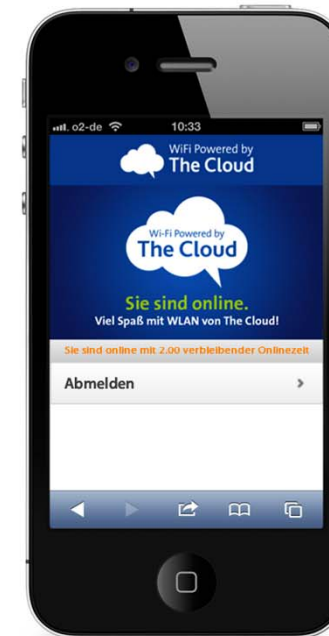 o2-de 10:33
WiFi Powered by
The Cloud
Wi-Fi Powered by
The Cloud
Sie sind online.
Viel Spaß mit WLAN von The Cloud!
Sie sind online mit 2.00 verbleibender Onlinezeit
Abmelden